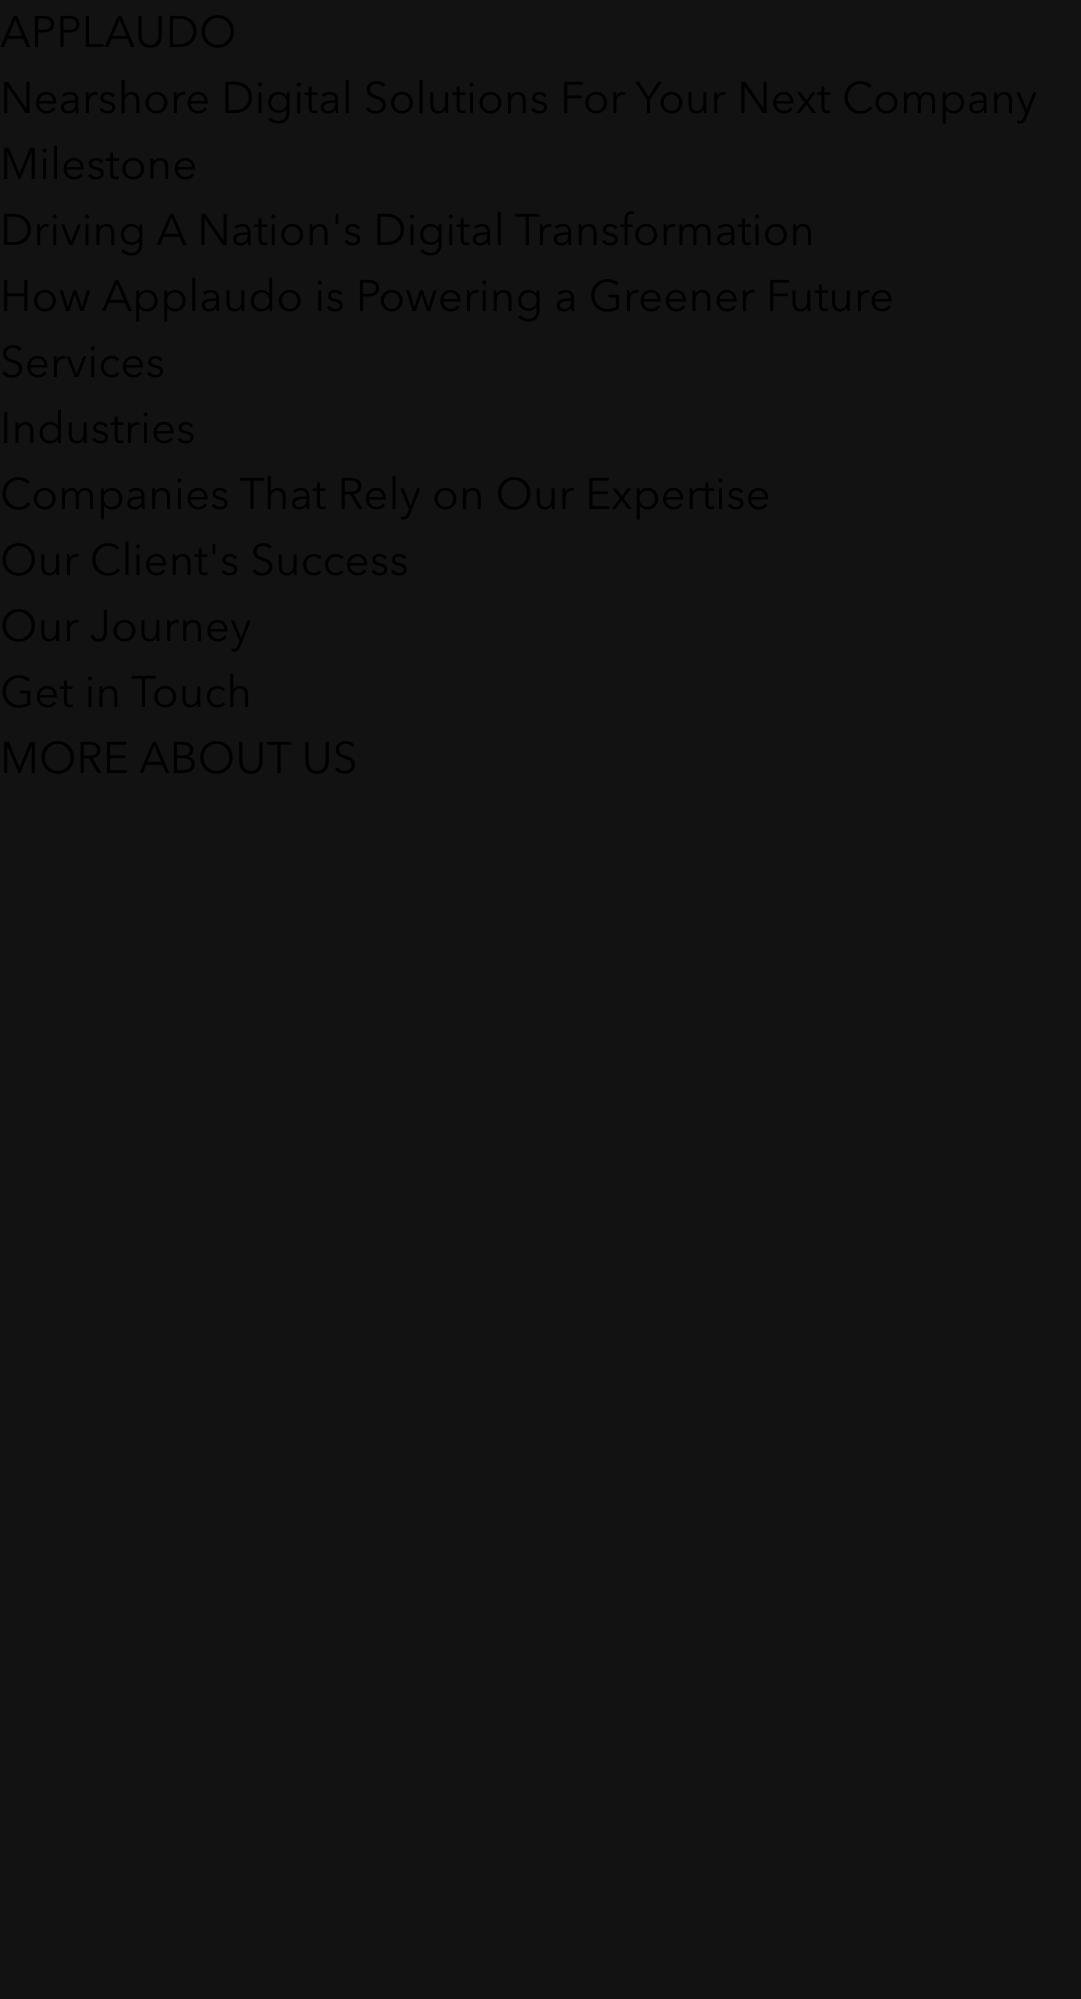 APPLAUDO
Nearshore Digital Solutions For Your Next Company
Milestone
Driving A Nation's Digital Transformation
How Applaudo is Powering a Greener Future
Services
Industries
Companies That Rely on Our Expertise
Our Client's Success
Our Journey
Get in Touch
MORE ABOUT US